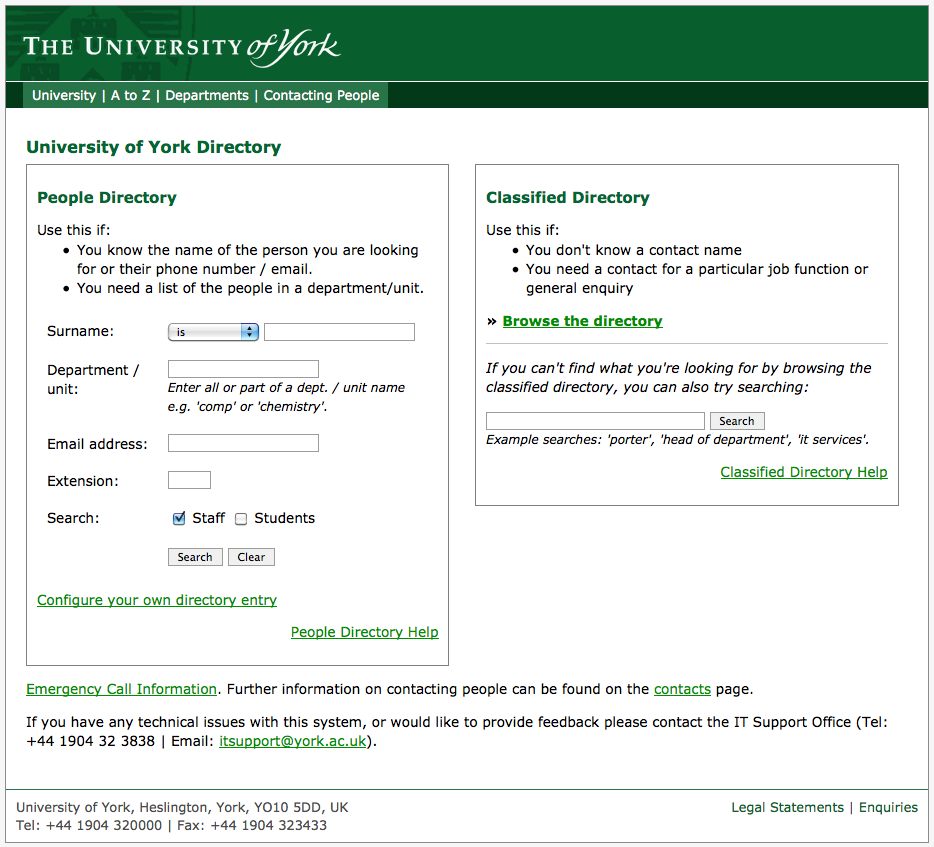 THE UNIVERSITY of York
University | A to Z | Departments | Contacting People
University of York Directory
People Directory
Use this if:
• You know the name of the person you are looking
for or their phone number / email.
• You need a list of the people in a department/unit.
Surname:
is
Department /
unit:
Enter all or part of a dept. / unit name
e.g. 'comp' or 'chemistry'.
Email address:
Extension:
Search:
Staff
Students
Search
Clear
Configure your own directory entry
People Directory Help
Classified Directory
Use this if:
• You don't know a contact name
• You need a contact for a particular job function or
general enquiry
» Browse the directory
If you can't find what you're looking for by browsing the
classified directory, you can also try searching:
Search
Example searches: 'porter', 'head of department', 'it services'.
Classified Directory Help
Emergency Call Information. Further information on contacting people can be found on the contacts page.
If you have any technical issues with this system, or would like to provide feedback please contact the IT Support Office (Tel:
+44 1904 32 3838 | Email: itsupport@york.ac.uk).
University of York, Heslington, York, YO10 5DD, UK
Tel: +44 1904 320000 | Fax: +44 1904 323433
Legal Statements | Enquiries